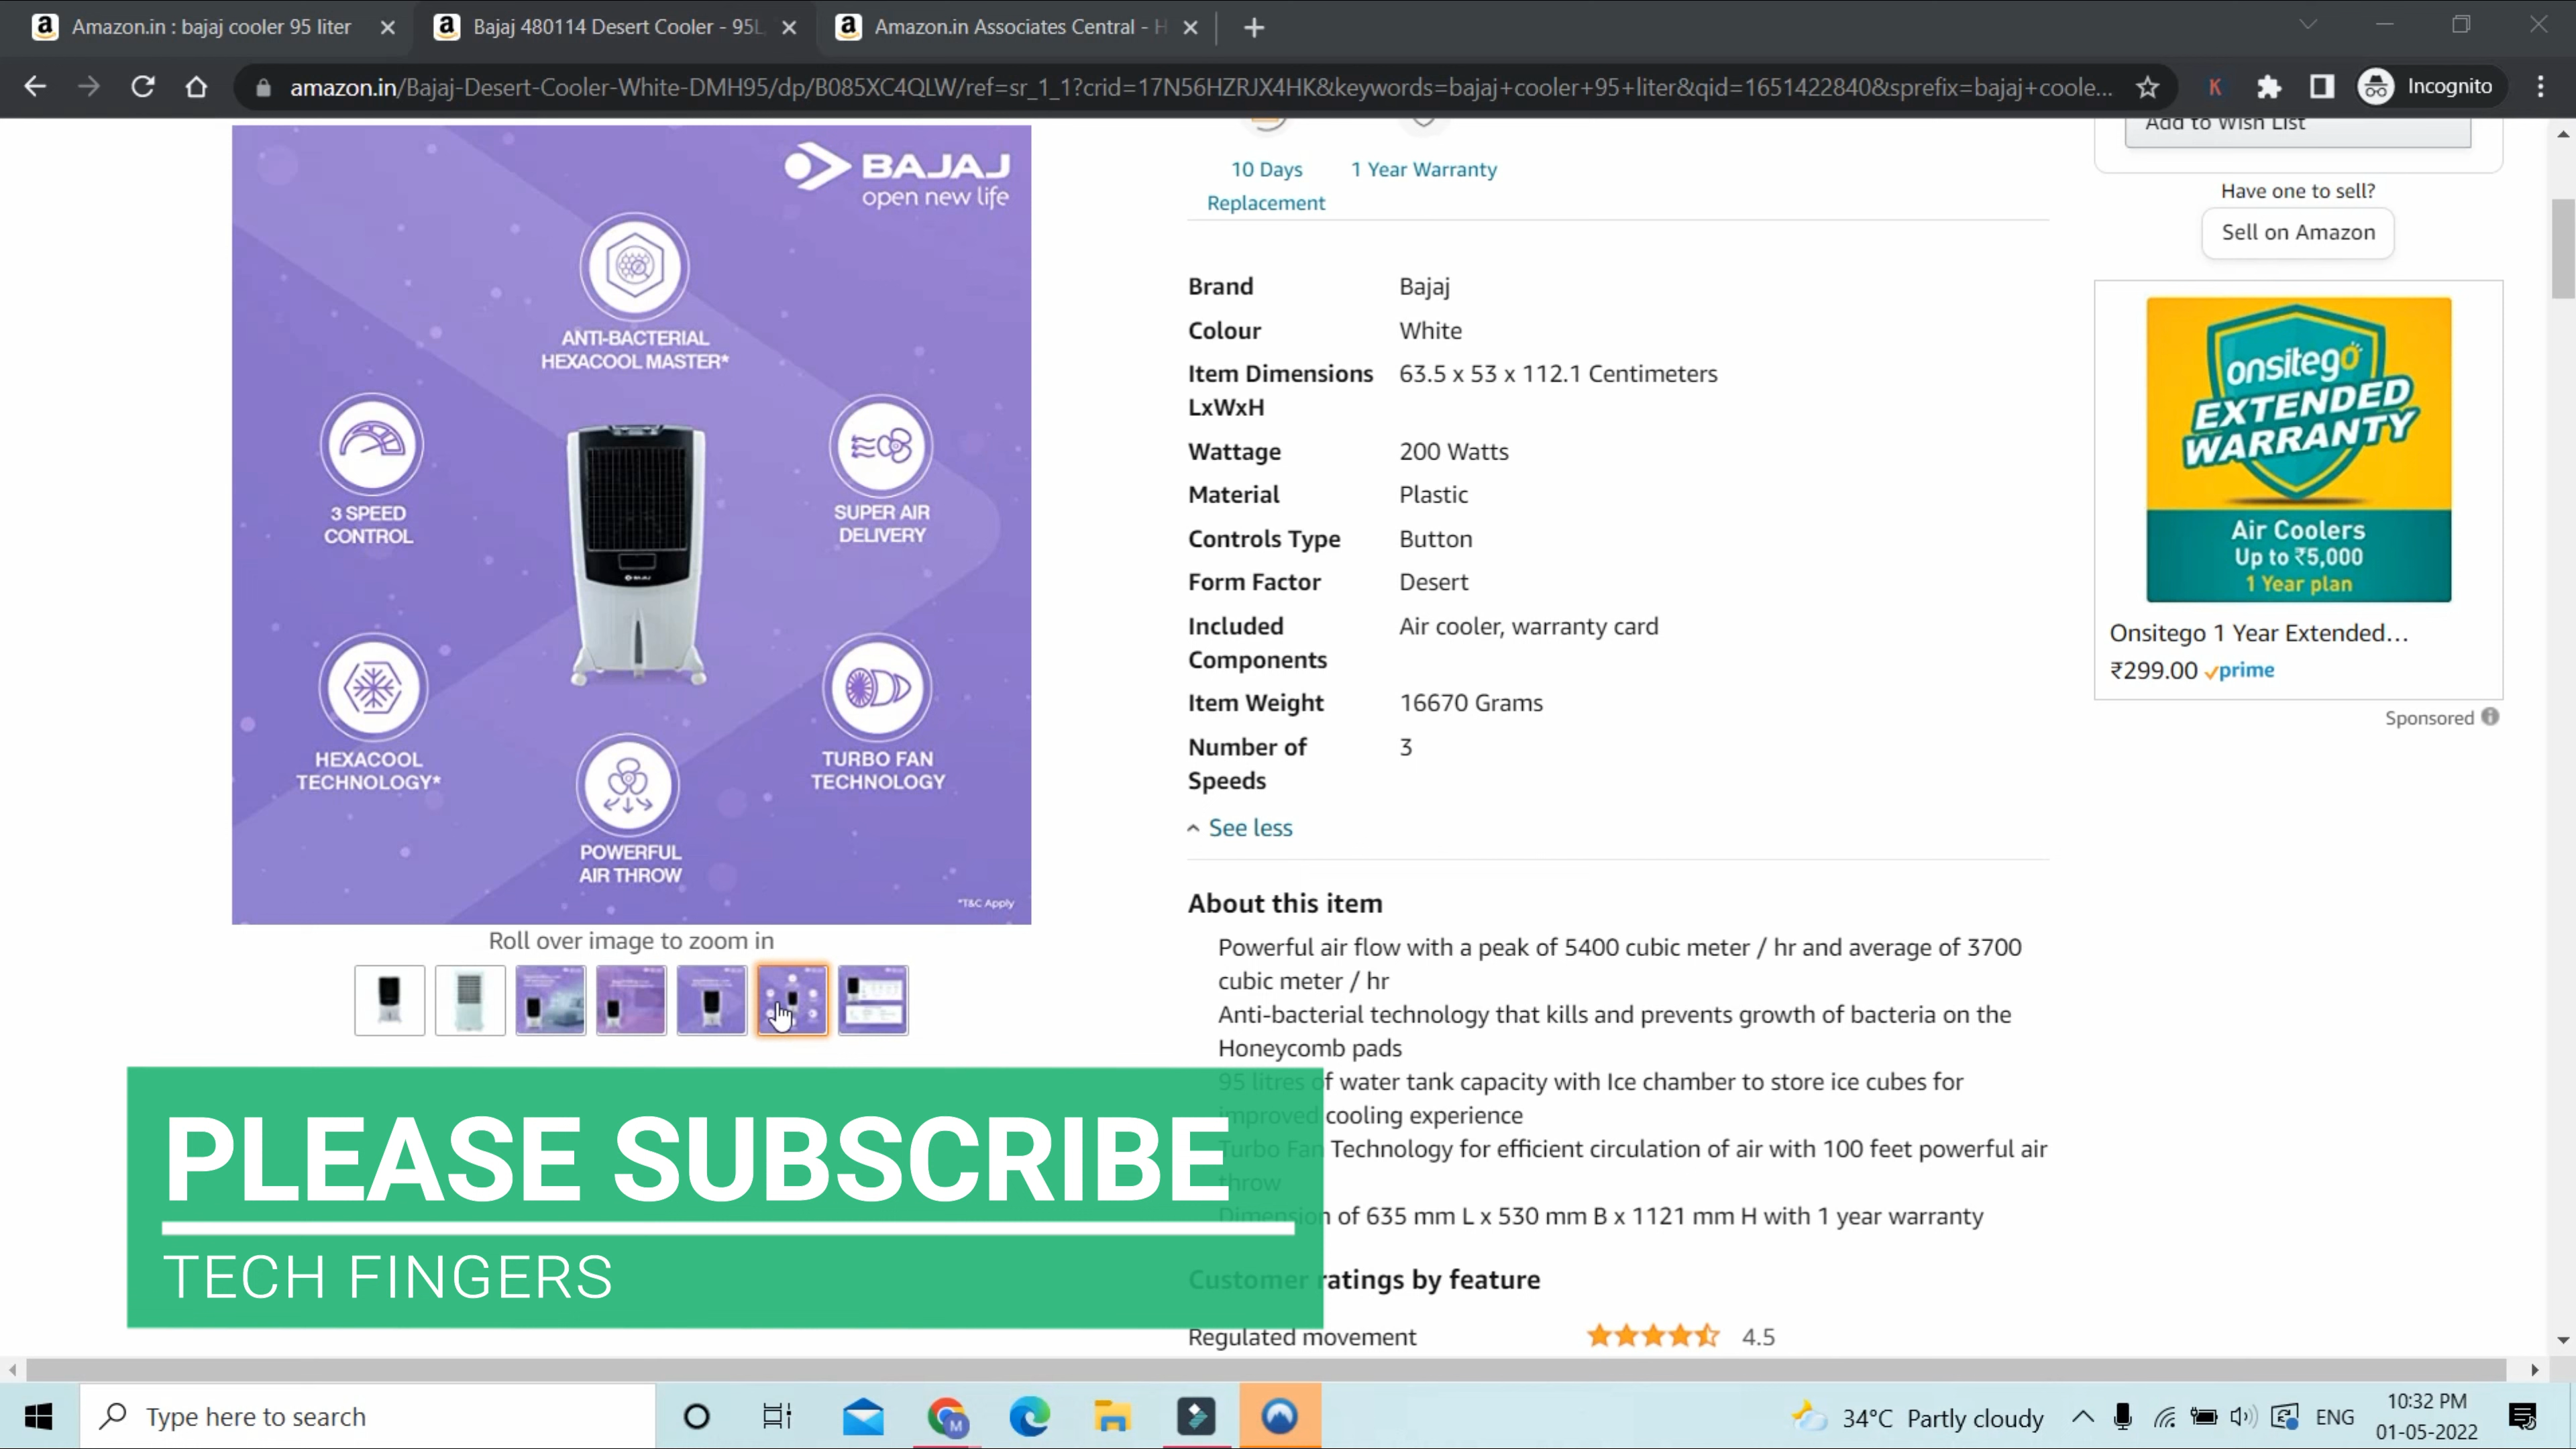 Amazon.in : bajaj cooler 95 liter
Bajaj 480114 Desert Cooler - 95L
Amazon.in Associates Central - H
amazon.in/Bajaj-Desert-Cooler-White-DMH95/dp/B085XC4QLW/ref=sr_1_1?crid=17N56HZRJX4HK&keywords=bajaj+cooler+95+liter&qid=1651422840&sprefix=bajaj+coole...
K
Incognito
BAJAJ
open new life
ANTI-BACTERIAL
HEXACOOL MASTER*
3 SPEED
CONTROL
SUPER AIR
DELIVERY
BAJAJ
HEXACOOL
TECHNOLOGY*
TURBO FAN
TECHNOLOGY
POWERFUL
AIR THROW
*T&C Apply
Roll over image to zoom in
10 Days
Replacement
1 Year Warranty
Brand Bajaj
Colour White
Item Dimensions 63.5 x 53 x 112.1 Centimeters
LxWxH
Wattage 200 Watts
Material Plastic
Controls Type Button
Form Factor Desert
Included Air cooler, warranty card
Components
Item Weight 16670 Grams
Number of 3
Speeds
See less
About this item
Powerful air flow with a peak of 5400 cubic meter / hr and average of 3700
cubic meter / hr
Anti-bacterial technology that kills and prevents growth of bacteria on the
Honeycomb pads
95 litres of water tank capacity with Ice chamber to store ice cubes for
improved cooling experience
Turbo Fan Technology for efficient circulation of air with 100 feet powerful air
throw
Dimension of 635 mm L x 530 mm B x 1121 mm H with 1 year warranty
Customer ratings by feature
Regulated movement 4.5
Add to Wish List
Have one to sell?
Sell on Amazon
onsitego
EXTENDED
WARRANTY
Air Coolers
Up to ₹5,000
1 Year plan
Onsitego 1 Year Extended...
₹299.00 prime
Sponsored
PLEASE SUBSCRIBE
TECH FINGERS
Type here to search
M
34°C Partly cloudy
ENG
10:32 PM
01-05-2022